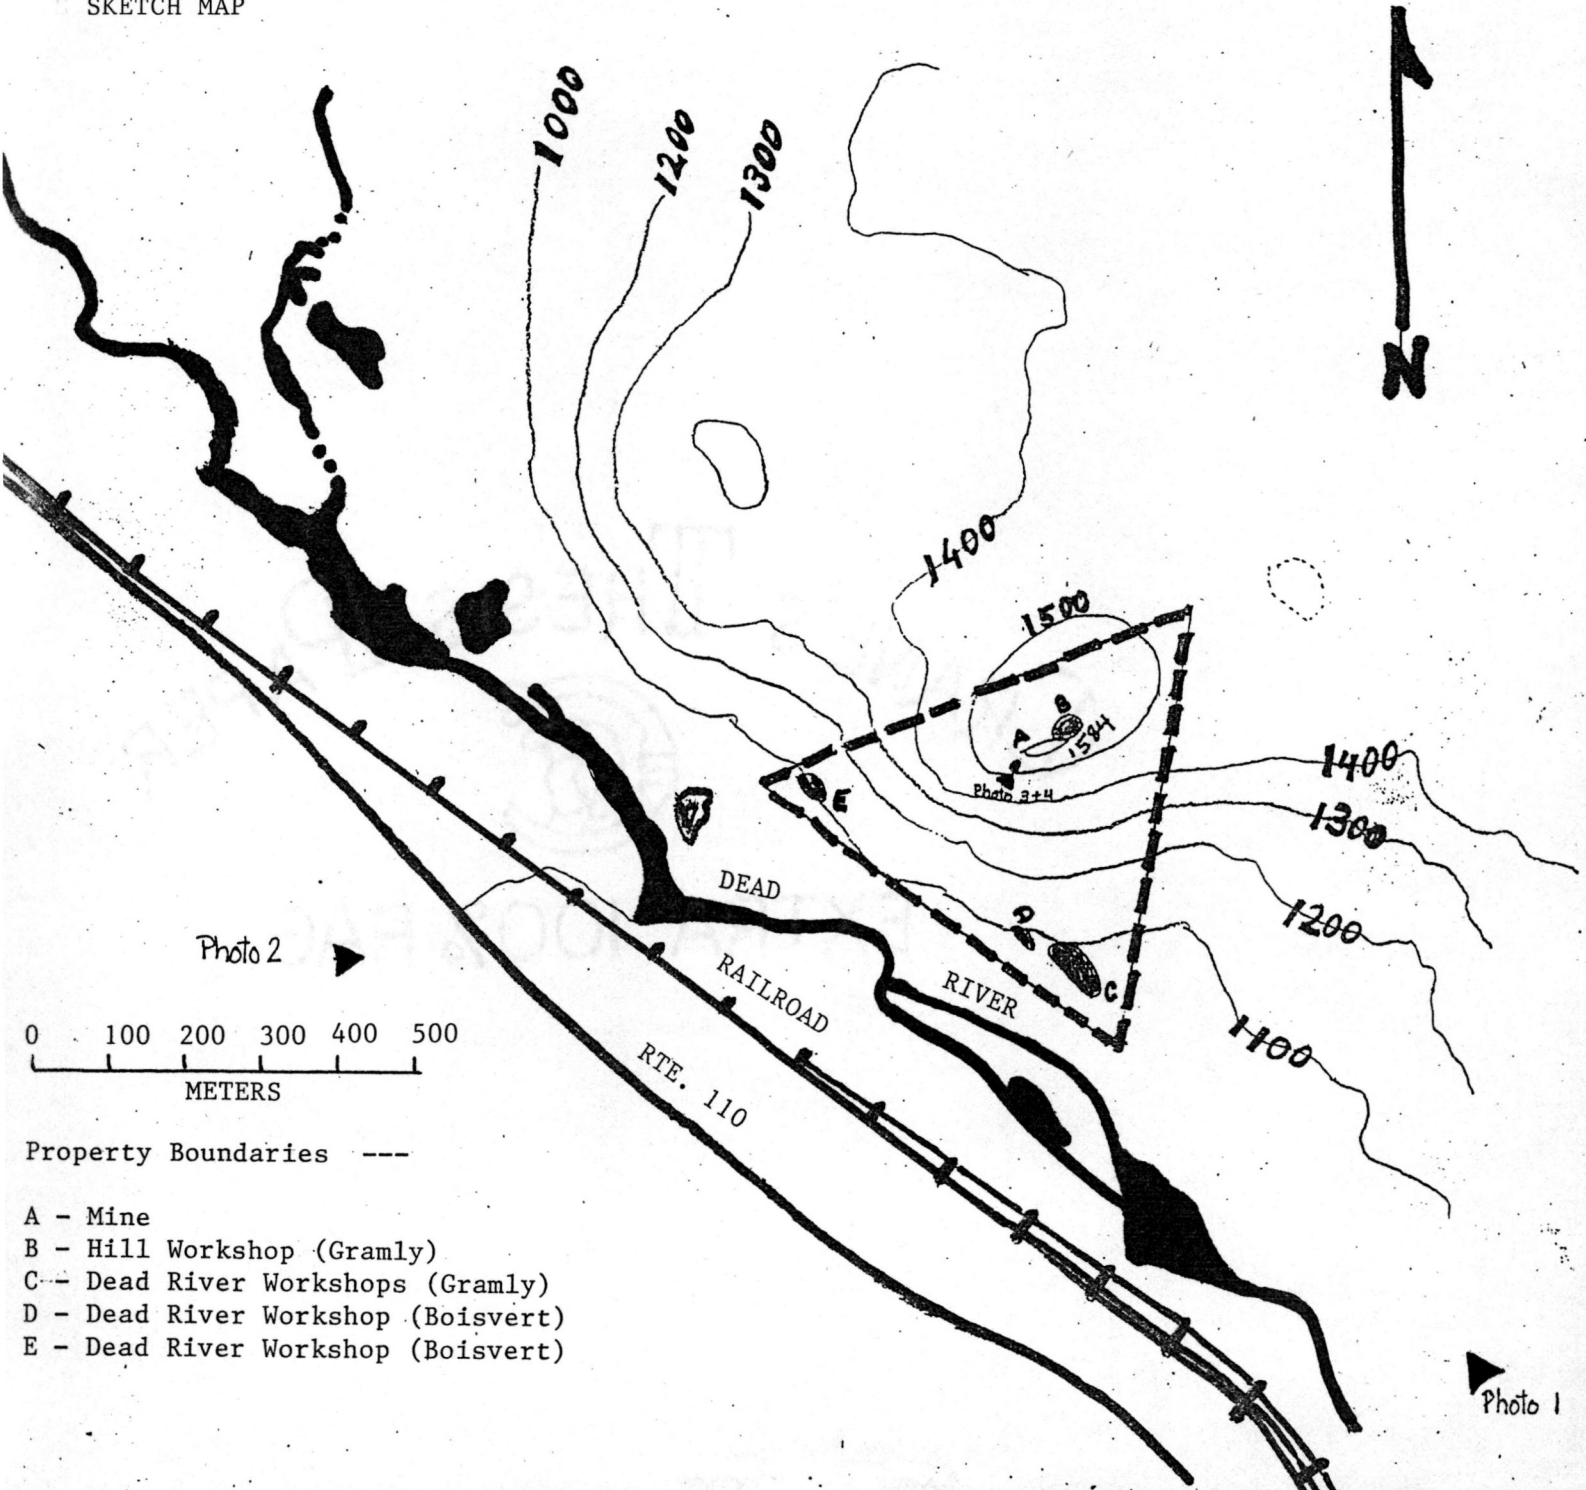 SKETCH MAP
1000
1200
1300
N
1400
1500
B
A
1584
Photo 3+4
1400
1300
E
DEAD
1200
D
C
RIVER
Photo 2
RAILROAD
1100
RTE. 110
0 100 200 300 400 500
METERS
Property Boundaries ---
A - Mine
B - Hill Workshop (Gramly)
C - Dead River Workshops (Gramly)
D - Dead River Workshop (Boisvert)
E - Dead River Workshop (Boisvert)
Photo 1